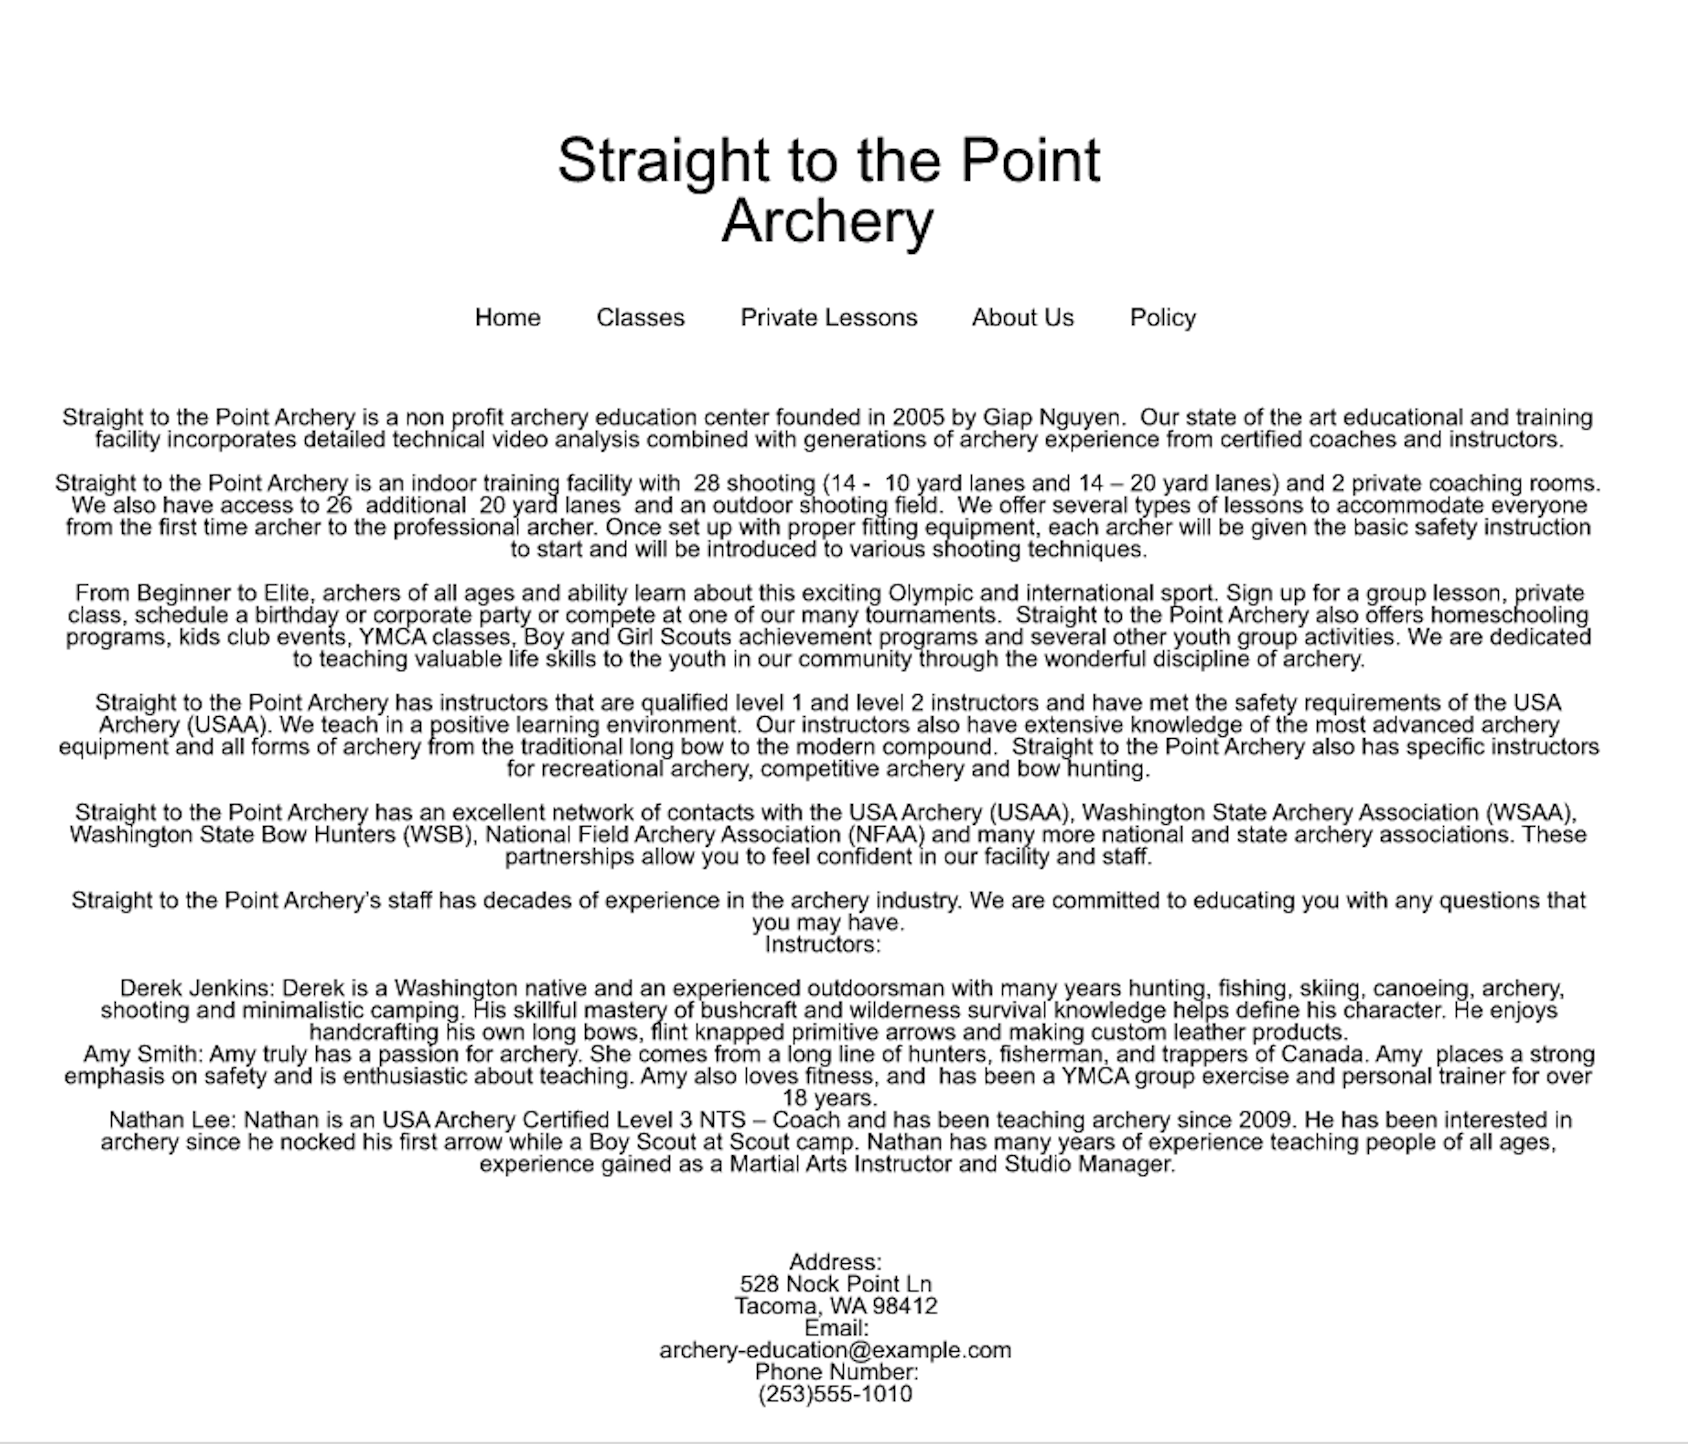 Straight to the Point
Archery
Home Classes Private Lessons About Us Policy
Straight to the Point Archery is a non profit archery education center founded in 2005 by Giap Nguyen.  Our state of the art educational and training
facility incorporates detailed technical video analysis combined with generations of archery experience from certified coaches and instructors.
Straight to the Point Archery is an indoor training facility with  28 shooting (14 -  10 yard lanes and 14 – 20 yard lanes) and 2 private coaching rooms.
We also have access to 26  additional  20 yard lanes  and an outdoor shooting field.  We offer several types of lessons to accommodate everyone
from the first time archer to the professional archer. Once set up with proper fitting equipment, each archer will be given the basic safety instruction
to start and will be introduced to various shooting techniques.
From Beginner to Elite, archers of all ages and ability learn about this exciting Olympic and international sport. Sign up for a group lesson, private
class, schedule a birthday or corporate party or compete at one of our many tournaments.  Straight to the Point Archery also offers homeschooling
programs, kids club events, YMCA classes, Boy and Girl Scouts achievement programs and several other youth group activities. We are dedicated
to teaching valuable life skills to the youth in our community through the wonderful discipline of archery.
Straight to the Point Archery has instructors that are qualified level 1 and level 2 instructors and have met the safety requirements of the USA
Archery (USAA). We teach in a positive learning environment.  Our instructors also have extensive knowledge of the most advanced archery
equipment and all forms of archery from the traditional long bow to the modern compound.  Straight to the Point Archery also has specific instructors
for recreational archery, competitive archery and bow hunting.
Straight to the Point Archery has an excellent network of contacts with the USA Archery (USAA), Washington State Archery Association (WSAA),
Washington State Bow Hunters (WSB), National Field Archery Association (NFAA) and many more national and state archery associations. These
partnerships allow you to feel confident in our facility and staff.
Straight to the Point Archery's staff has decades of experience in the archery industry. We are committed to educating you with any questions that
you may have.
Instructors:
Derek Jenkins: Derek is a Washington native and an experienced outdoorsman with many years hunting, fishing, skiing, canoeing, archery,
shooting and minimalistic camping. His skillful mastery of bushcraft and wilderness survival knowledge helps define his character. He enjoys
handcrafting his own long bows, flint knapped primitive arrows and making custom leather products.
Amy Smith: Amy truly has a passion for archery. She comes from a long line of hunters, fisherman, and trappers of Canada. Amy  places a strong
emphasis on safety and is enthusiastic about teaching. Amy also loves fitness, and  has been a YMCA group exercise and personal trainer for over
18 years.
Nathan Lee: Nathan is an USA Archery Certified Level 3 NTS – Coach and has been teaching archery since 2009. He has been interested in
archery since he nocked his first arrow while a Boy Scout at Scout camp. Nathan has many years of experience teaching people of all ages,
experience gained as a Martial Arts Instructor and Studio Manager.
Address:
528 Nock Point Ln
Tacoma, WA 98412
Email:
archery-education@example.com
Phone Number:
(253)555-1010